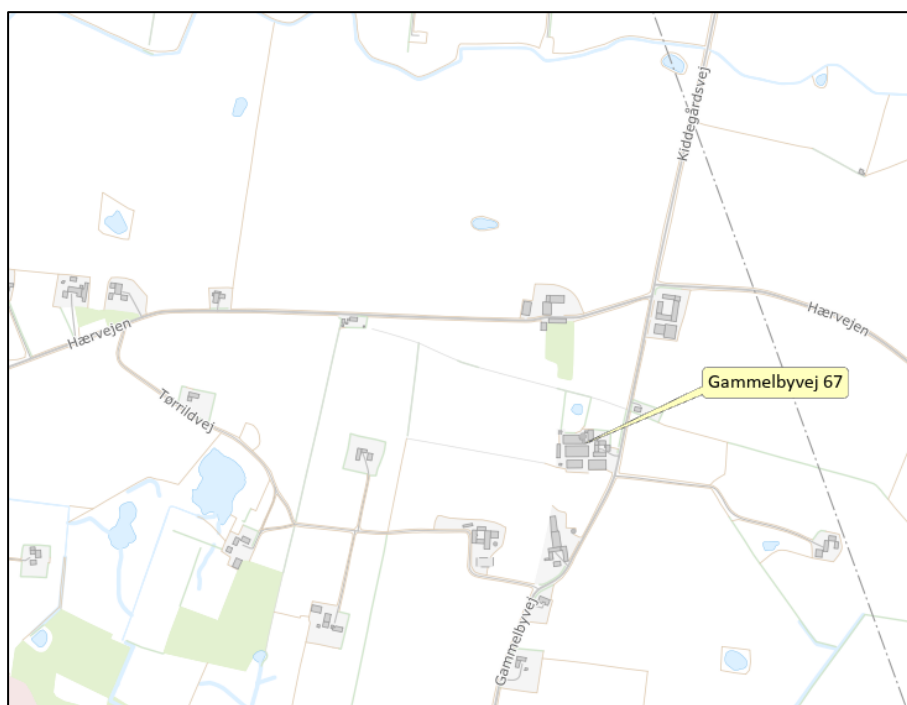 Kiddegårdsvej
Hærvejen
Hærvejen
Gammelbyvej 67
Tørrildvej
Gammelbyvej